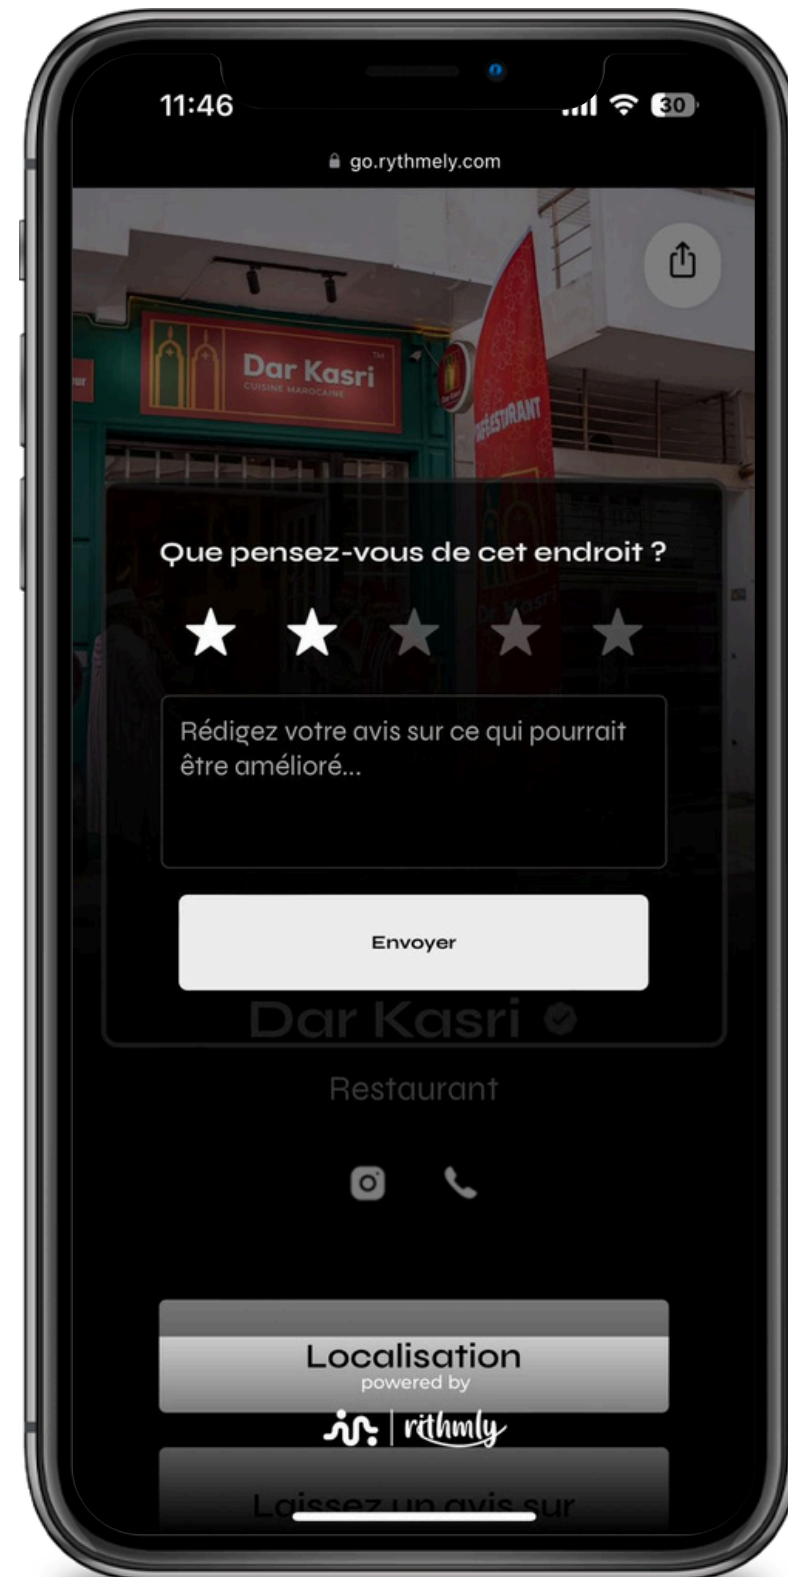 11:46
30
go.rythmely.com
Dar Kasri
TM
CUISINE MAROCAINE
Que pensez-vous de cet endroit ?
Rédigez votre avis sur ce qui pourrait
être amélioré...
Envoyer
Dar Kasri
Restaurant
Localisation
powered by
rithmly
Laissez un avis sur